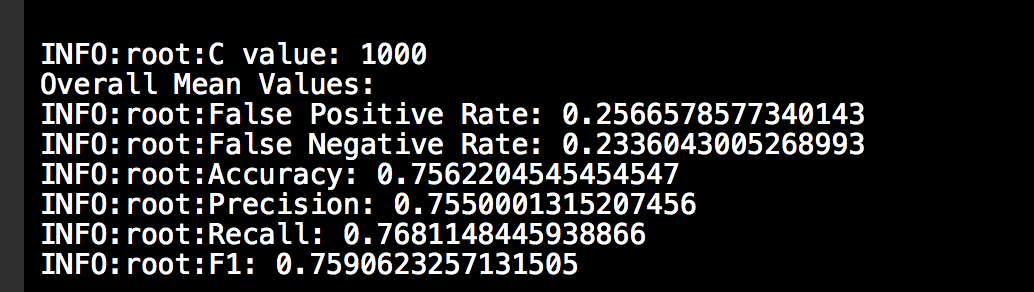 INFO:root:C value: 1000
Overall Mean Values:
INFO:root:False Positive Rate: 0.2566578577340143
INFO:root:False Negative Rate: 0.2336043005268993
INFO:root:Accuracy: 0.7562204545454547
INFO:root:Precision: 0.7550001315207456
INFO:root:Recall: 0.7681148445938866
INFO:root:F1: 0.7590623257131505